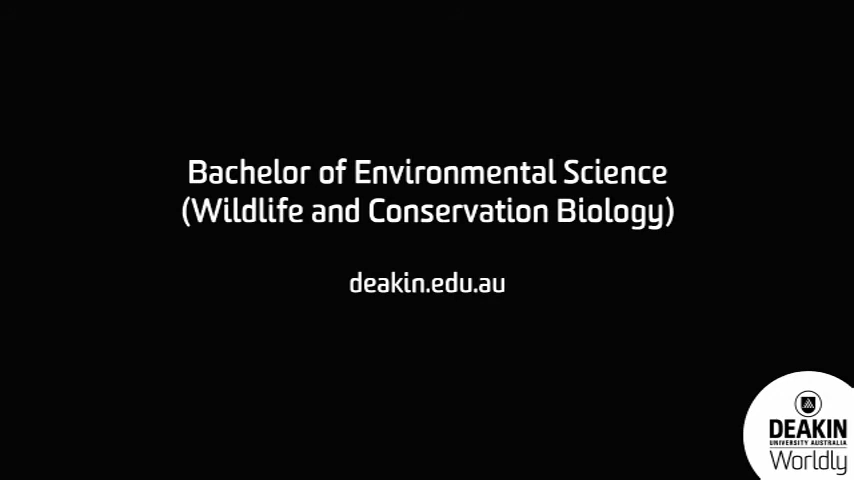 Bachelor of Environmental Science
(Wildlife and Conservation Biology)
deakin.edu.au
DEAKIN
UNIVERSITY AUSTRALIA
Worldly